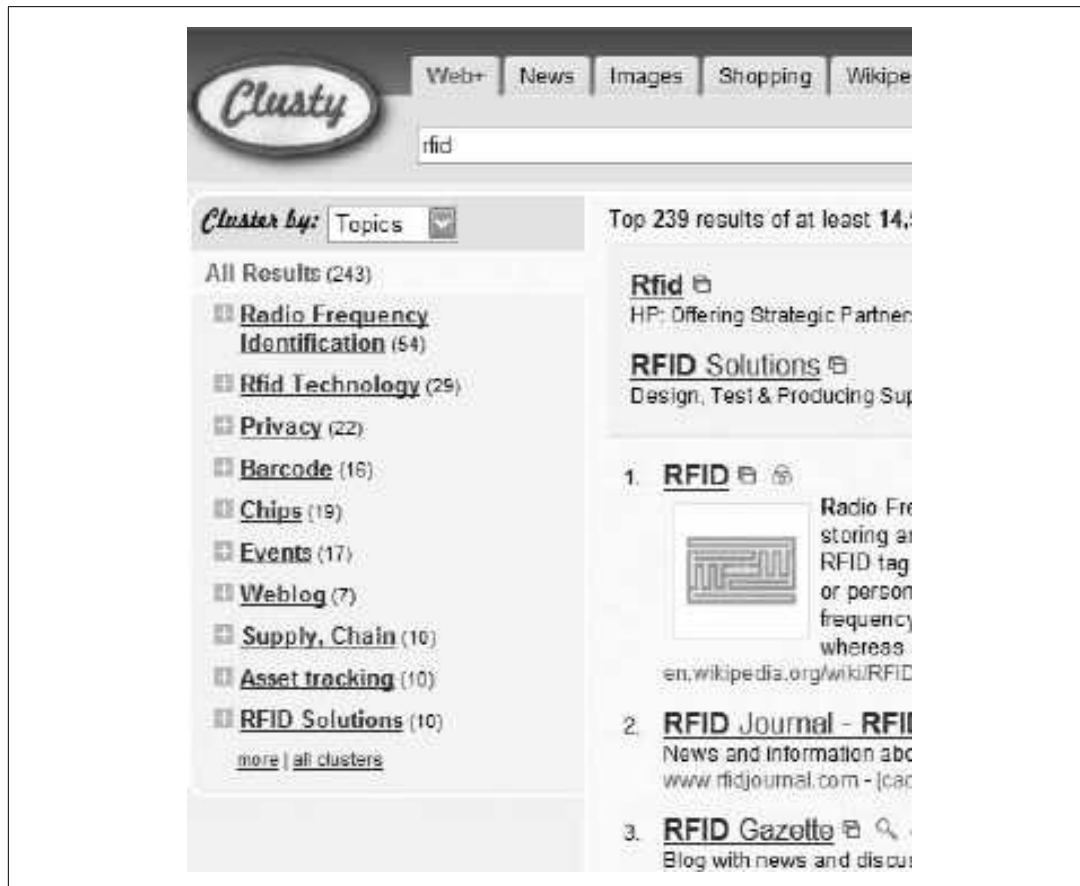 Clusty
Web+ News Images Shopping Wikipe
rfid
Cluster by: Topics
All Results (243)
Radio Frequency
Identification (54)
Rfid Technology (29)
Privacy (22)
Barcode (16)
Chips (19)
Events (17)
Weblog (7)
Supply, Chain (10)
Asset tracking (10)
RFID Solutions (10)
more | all clusters
Top 239 results of at least 14,
Rfid
HP: Offering Strategic Partner
RFID Solutions
Design, Test & Producing Sup
1. RFID
Radio Fre
storing an
RFID tag
or person
frequency
whereas
en.wikipedia.org/wiki/RFID
2. RFID Journal - RFI
News and information abo
www.rfidjournal.com - [cac
3. RFID Gazette
Blog with news and discus